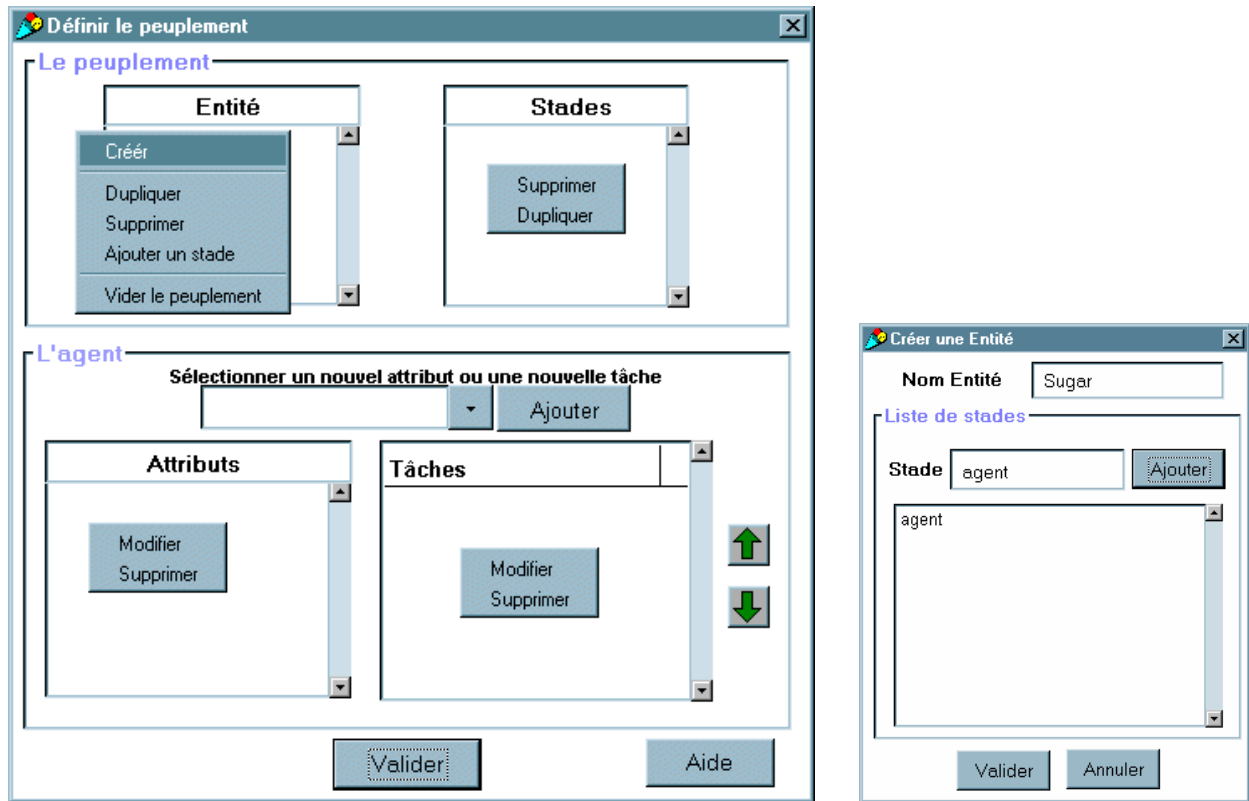 Définir le peuplement
Le peuplement
Entité
Stades
Créér
Dupliquer
Supprimer
Ajouter un stade
Vider le peuplement
Supprimer
Dupliquer
L'agent
Sélectionner un nouvel attribut ou une nouvelle tâche
Ajouter
Attributs
Tâches
Modifier
Supprimer
Modifier
Supprimer
Valider
Aide
Créer une Entité
Nom Entité
Sugar
Liste de stades
Stade
agent
Ajouter
agent
Valider
Annuler